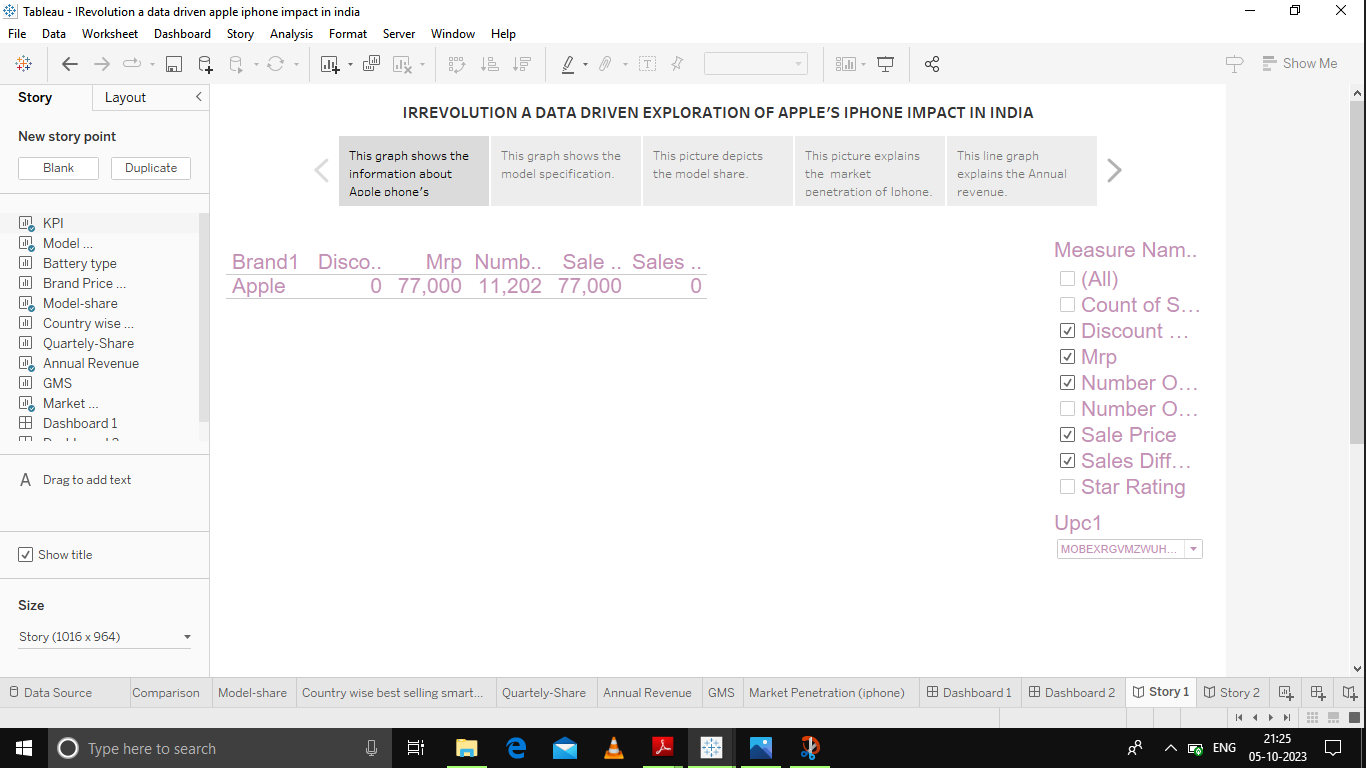 Tableau - IRevolution a data driven apple iphone impact in india
File Data Worksheet Dashboard Story Analysis Format Server Window Help
Show Me
Story Layout
New story point
Blank Duplicate
KPI
Model ...
Battery type
Brand Price ...
Model-share
Country wise ...
Quartely-Share
Annual Revenue
GMS
Market ...
Dashboard 1
A Drag to add text
Show title
Size
Story (1016 x 964)
IRREVOLUTION A DATA DRIVEN EXPLORATION OF APPLE'S IPHONE IMPACT IN INDIA
This graph shows the
information about
Apple phone's
This graph shows the
model specification.
This picture depicts
the model share.
This picture explains
the market
penetration of Iphone.
This line graph
explains the Annual
revenue.
Brand1 Disco.. Mrp Numb.. Sale .. Sales ..
Apple 0 77,000 11,202 77,000 0
Measure Nam..
(All)
Count of S...
Discount ...
Mrp
Number O...
Number O...
Sale Price
Sales Diff...
Star Rating
Upc1
MOBEXRGVMZWUH...
Data Source Comparison Model-share Country wise best selling smart... Quartely-Share Annual Revenue GMS Market Penetration (iphone) Dashboard 1 Dashboard 2 Story 1 Story 2
Type here to search
ENG
21:25
05-10-2023